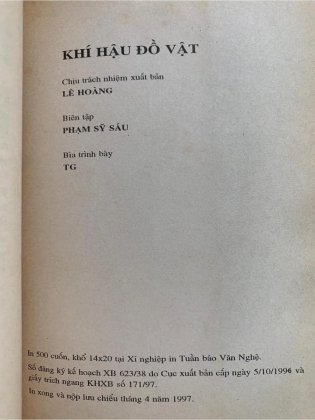 KHÍ HẬU ĐỒ VẬT
Chịu trách nhiệm xuất bản
LÊ HOÀNG
Biên tập
PHẠM SỸ SÁU
Bìa trình bày
TG
In 500 cuốn, khổ 14x20 tại Xí nghiệp in Tuần báo Văn Nghệ.
Số đăng ký kế hoạch XB 623/38 do Cục xuất bản cấp ngày 5/10/1996 và
giấy trích ngang KHXB số 171/97.
In xong và nộp lưu chiểu tháng 4 năm 1997.